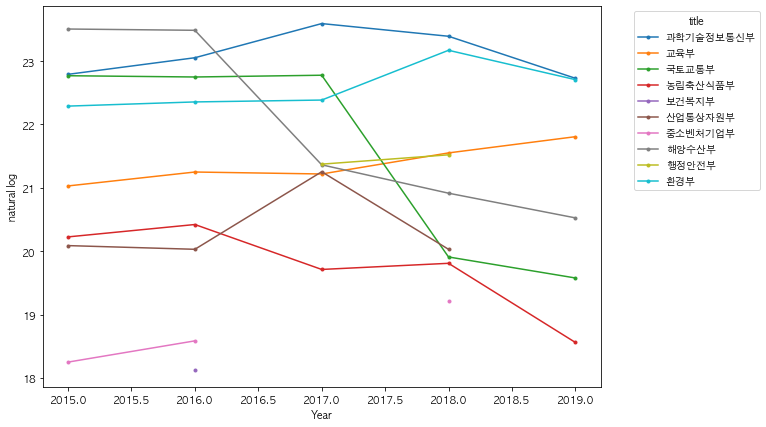 title
과학기술정보통신부
교육부
국토교통부
농림축산식품부
보건복지부
산업통상자원부
중소벤처기업부
해양수산부
행정안전부
환경부
natural log
23
22
21
20
19
18
2015.0 2015.5 2016.0 2016.5 2017.0 2017.5 2018.0 2018.5 2019.0
Year